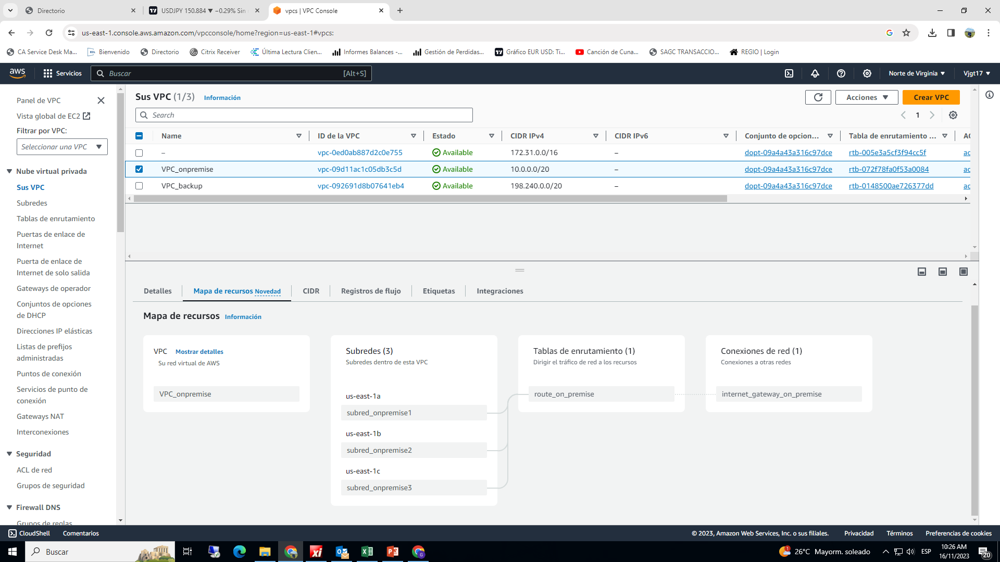 Directorio
USDJPY 150.884 ▼ −0.29% Sin
vpcs | VPC Console
us-east-1.console.aws.amazon.com/vpcconsole/home?region=us-east-1#vpcs:
CA Service Desk Ma...
Bienvenido
Directorio
Citrix Receiver
Última Lectura Clien...
Informes Balances -...
Gestión de Perdidas...
Gráfico EUR USD: Ti...
Canción de Cuna...
SAGC TRANSACCIO...
REGIO | Login
aws
Servicios
Buscar
[Alt+S]
Norte de Virginia ▼
Vjgt17 ▼
Panel de VPC
Vista global de EC2
Filtrar por VPC:
Seleccionar una VPC
Nube virtual privada
Sus VPC
Subredes
Tablas de enrutamiento
Puertas de enlace de
Internet
Puerta de enlace de
Internet de solo salida
Gateways de operador
Conjuntos de opciones
de DHCP
Direcciones IP elásticas
Listas de prefijos
administradas
Puntos de conexión
Servicios de punto de
conexión
Gateways NAT
Interconexiones
Seguridad
ACL de red
Grupos de seguridad
Firewall DNS
Grupos de reglas
Sus VPC (1/3) Información
Acciones ▼
Crear VPC
Search
1
Name ID de la VPC Estado CIDR IPv4 CIDR IPv6 Conjunto de opcion... Tabla de enrutamiento ... AC
– vpc-0ed0ab887d2c0e755 Available 172.31.0.0/16 – dopt-09a4a43a316c97dce rtb-005e3a5cf3f94cc5f ac
VPC_onpremise vpc-09d11ac1c05db3c5d Available 10.0.0.0/20 – dopt-09a4a43a316c97dce rtb-072f78fa0f53a0084 ac
VPC_backup vpc-092691d8b07641eb4 Available 198.240.0.0/20 – dopt-09a4a43a316c97dce rtb-0148500ae726377dd ac
Detalles
Mapa de recursos Novedad
CIDR
Registros de flujo
Etiquetas
Integraciones
Mapa de recursos Información
VPC Mostrar detalles
Su red virtual de AWS
VPC_onpremise
Subredes (3)
Subredes dentro de esta VPC
us-east-1a
subred_onpremise1
us-east-1b
subred_onpremise2
us-east-1c
subred_onpremise3
Tablas de enrutamiento (1)
Dirigir el tráfico de red a los recursos
route_on_premise
Conexiones de red (1)
Conexiones a otras redes
internet_gateway_on_premise
CloudShell
Comentarios
© 2023, Amazon Web Services, Inc. o sus filiales.
Privacidad
Términos
Preferencias de cookies
Buscar
26°C Mayorm. soleado
ESP
10:26 AM
16/11/2023
20